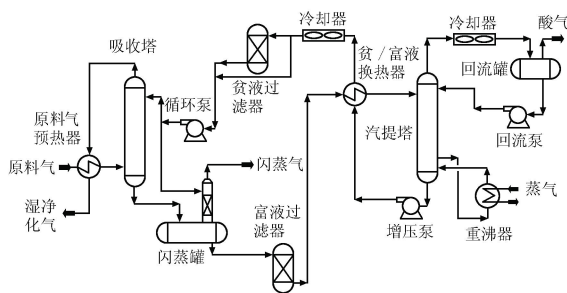 冷却器
冷却器
酸气
吸收塔
贫/富液
换热器
回流罐
贫液过
滤器
循环泵
原料气
预热器
汽提塔
回流泵
原料气
闪蒸气
蒸气
湿净
化气
富液过
滤器
增压泵
重沸器
闪蒸罐